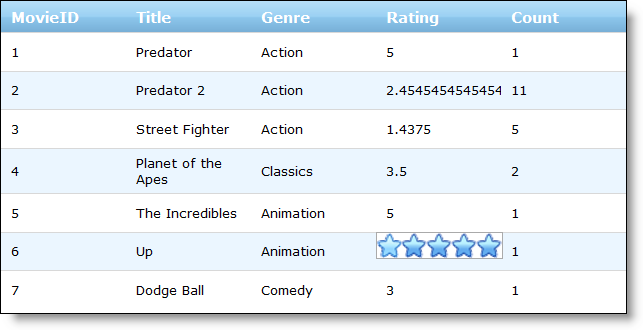 MovieID Title Genre Rating Count
1 Predator Action 5 1
2 Predator 2 Action 2.4545454545454 11
3 Street Fighter Action 1.4375 5
4 Planet of the Apes Classics 3.5 2
5 The Incredibles Animation 5 1
6 Up Animation 1
7 Dodge Ball Comedy 3 1